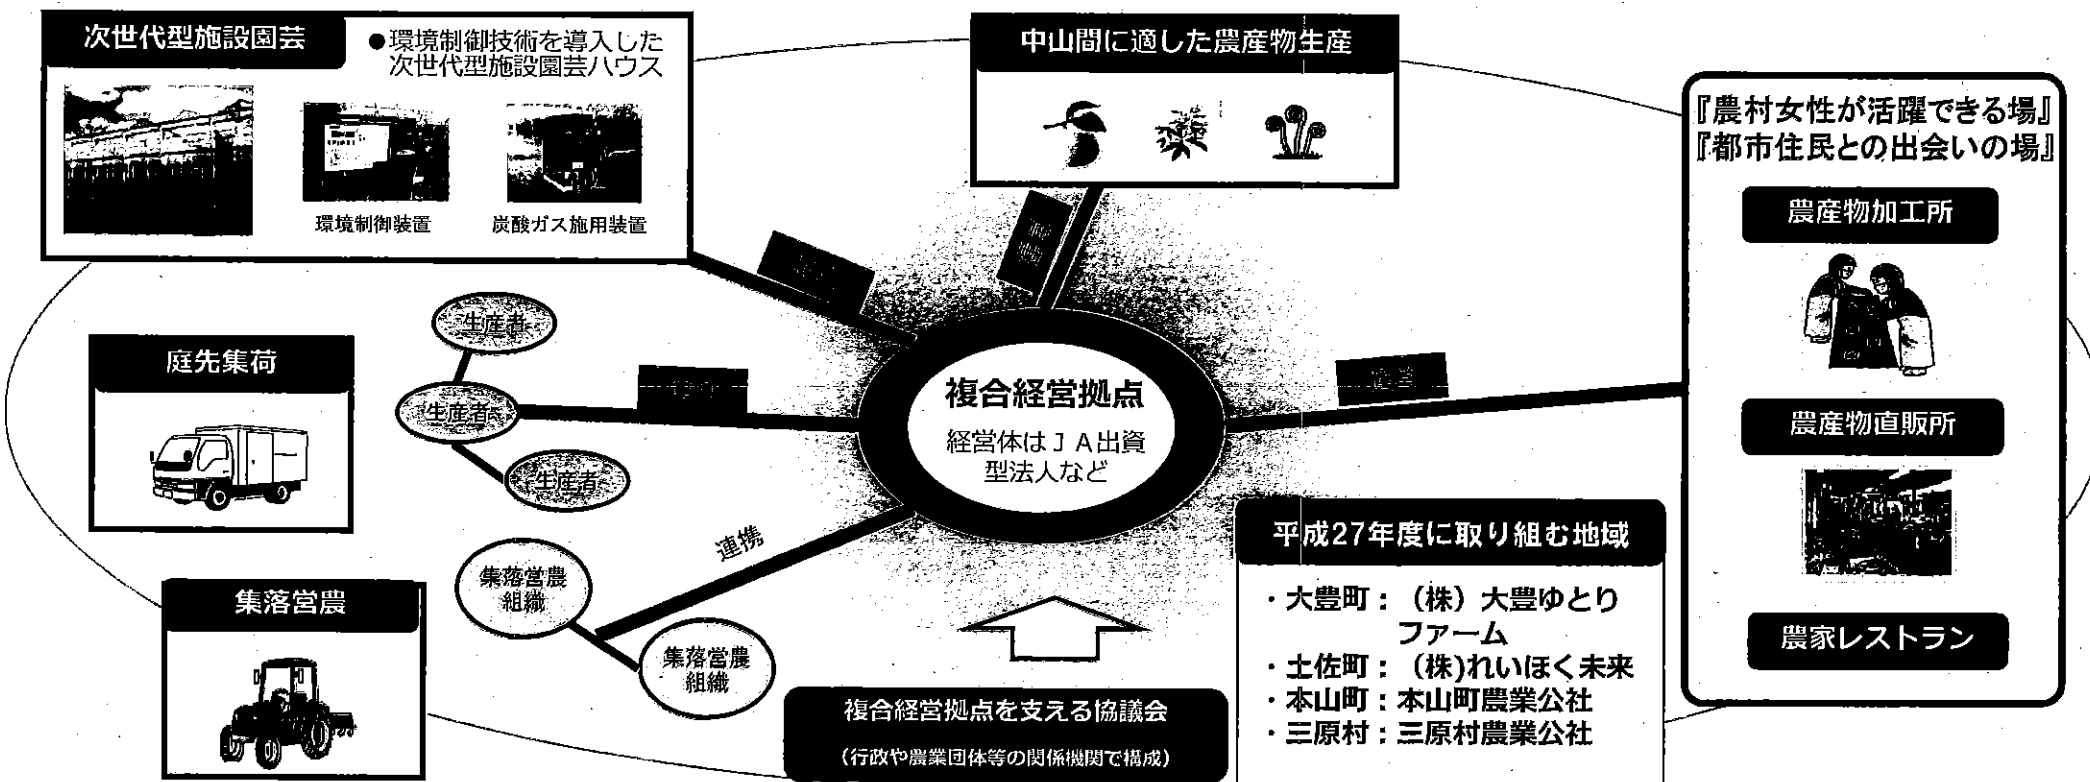 次世代型施設園芸
●環境制御技術を導入した
次世代型施設園芸ハウス
環境制御装置
炭酸ガス施用装置
中山間に適した農産物生産
『農村女性が活躍できる場』
『都市住民との出会いの場』
農産物加工所
農産物直販所
農家レストラン
庭先集荷
生産者
生産者
生産者
複合経営拠点
経営体はＪＡ出資
型法人など
連携
集落営農
組織
集落営農
組織
集落営農
複合経営拠点を支える協議会
（行政や農業団体等の関係機関で構成）
平成27年度に取り組む地域
・大豊町：（株）大豊ゆとり
ファーム
・土佐町：（株)れいほく未来
・本山町：本山町農業公社
・三原村：三原村農業公社